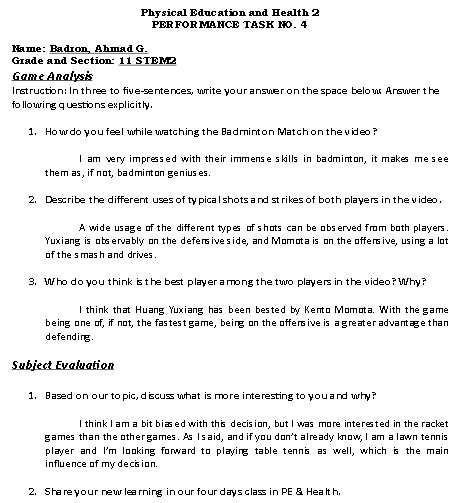 Physical Education and Health 2
PERFORMANCE TASK NO. 4
Name: Badron, Ahmad G.
Grade and Section: 11 STEM2
Game Analysis
Instruction: In three to five-sentences, write your answer on the space below. Answer the
following questions explicitly.
1. How do you feel while watching the Badminton Match on the video?
I am very impressed with their immense skills in badminton, it makes me see
them as, if not, badminton geniuses.
2. Describe the different uses of typical shots and strikes of both players in the video.
A wide usage of the different types of shots can be observed from both players.
Yuxiang is observably on the defensive side, and Momota is on the offensive, using a lot
of the smash and drives.
3. Who do you think is the best player among the two players in the video? Why?
I think that Huang Yuxiang has been bested by Kento Momota. With the game
being one of, if not, the fastest game, being on the offensive is a greater advantage than
defending.
Subject Evaluation
1. Based on our topic, discuss what is more interesting to you and why?
I think I am a bit biased with this decision, but I was more interested in the racket
games than the other games. As I said, and if you don't already know, I am a lawn tennis
player and I'm looking forward to playing table tennis as well, which is the main
influence of my decision.
2. Share your new learning in our four days class in PE & Health.